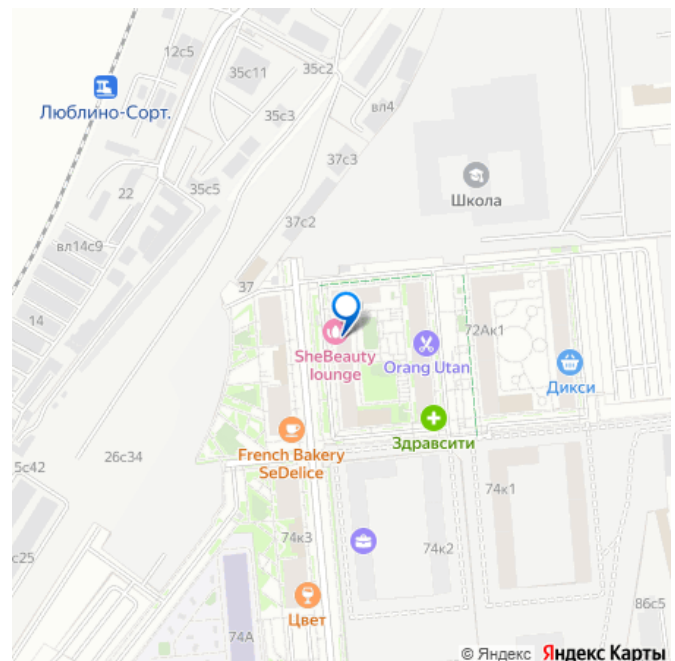 12с5
35с11
35с2
Люблино-Сорт.
35с3
вл4
37с3
Школа
22
35с5
37с2
вл14с9
37
14
SheBeauty
lounge
Orang Utan
72Ак1
Дикси
Здравсити
French Bakery
SeDelice
26с34
5с42
74к1
74к3
74к2
с25
86с5
Цвет
74А
© Яндекс Яндекс Карты